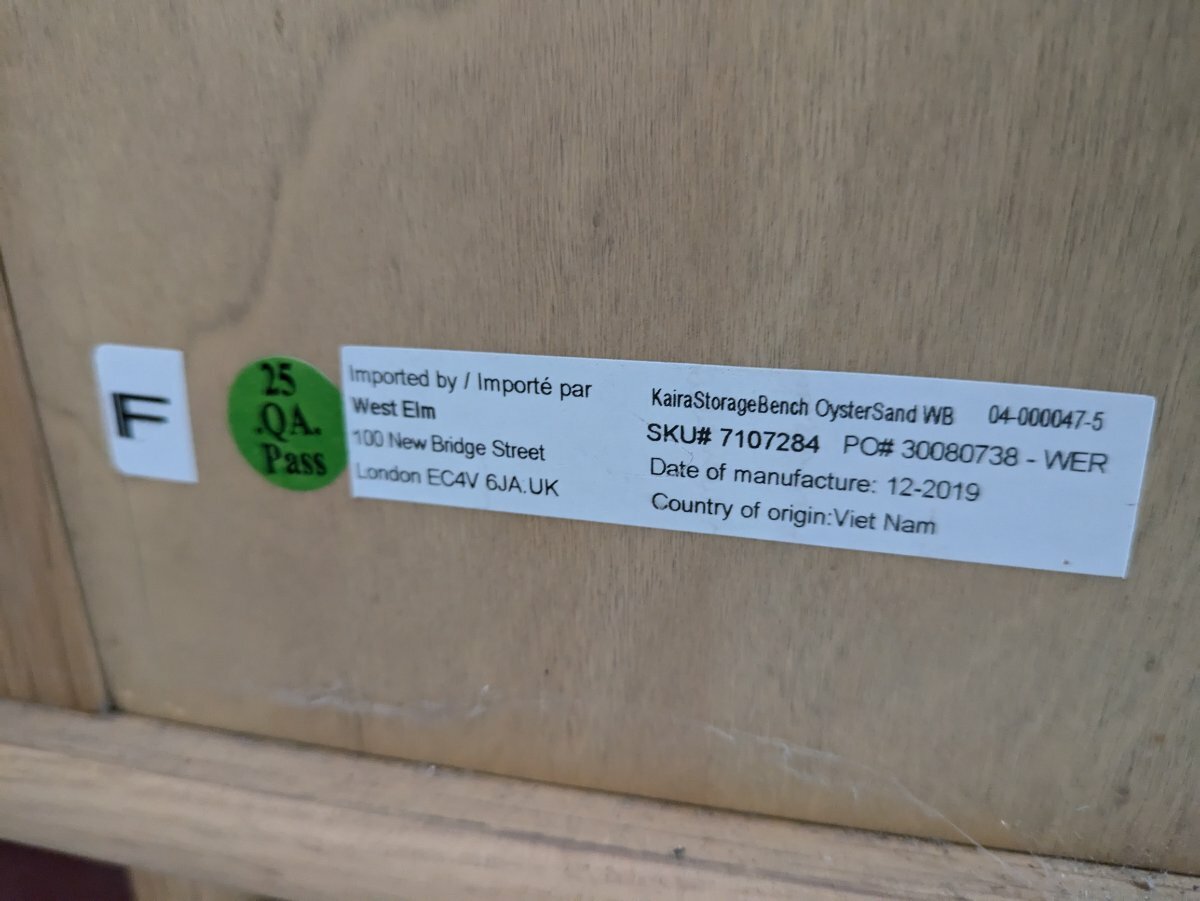 F
25
.QA.
Pass
Imported by / Importé par
West Elm
100 New Bridge Street
London EC4V 6JA.UK
KairaStorageBench OysterSand WB 04-000047-5
SKU# 7107284 PO# 30080738 - WER
Date of manufacture: 12-2019
Country of origin:Viet Nam